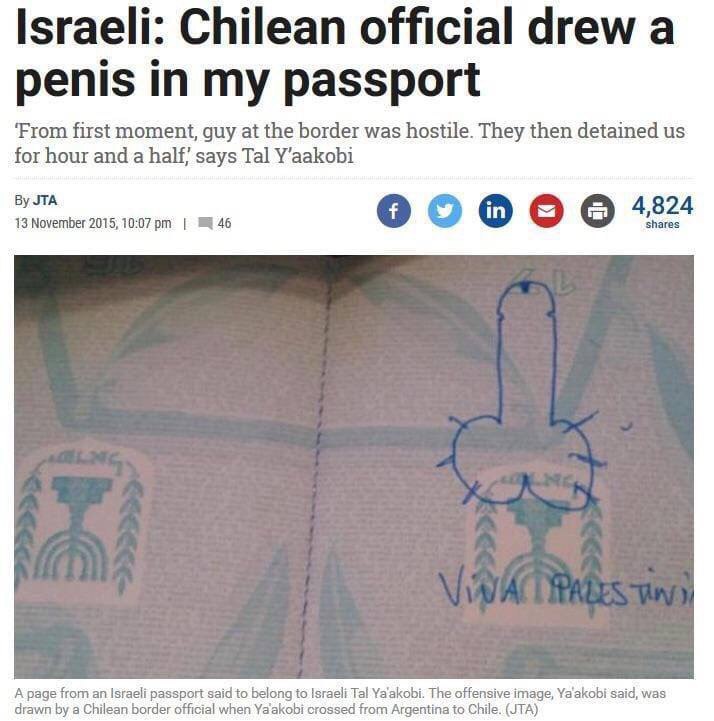 Israeli: Chilean official drew a
penis in my passport
‘From first moment, guy at the border was hostile. They then detained us
for hour and a half,’ says Tal Y’aakobi
By JTA
13 November 2015, 10:07 pm | 46
f
in
4,824
shares
VIVA PALESTINI
A page from an Israeli passport said to belong to Israeli Tal Ya'akobi. The offensive image, Ya'akobi said, was
drawn by a Chilean border official when Ya'akobi crossed from Argentina to Chile. (JTA)